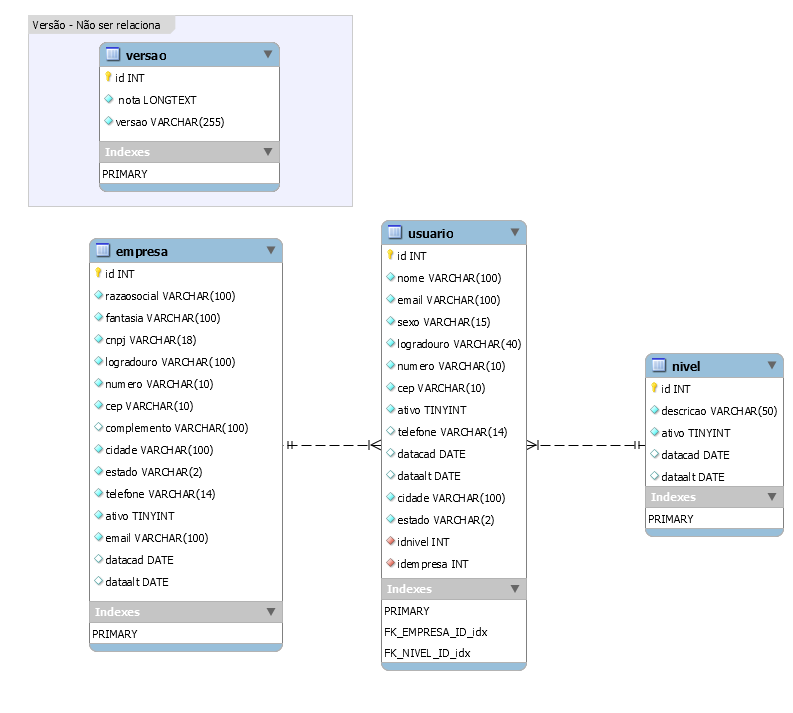 Versão - Não ser relaciona
versao
id INT
nota LONGTEXT
versao VARCHAR(255)
Indexes
PRIMARY
empresa
id INT
razaosocial VARCHAR(100)
fantasia VARCHAR(100)
cnpj VARCHAR(18)
logradouro VARCHAR(100)
numero VARCHAR(10)
cep VARCHAR(10)
complemento VARCHAR(100)
cidade VARCHAR(100)
estado VARCHAR(2)
telefone VARCHAR(14)
ativo TINYINT
email VARCHAR(100)
datacad DATE
dataalt DATE
Indexes
PRIMARY
usuario
id INT
nome VARCHAR(100)
email VARCHAR(100)
sexo VARCHAR(15)
logradouro VARCHAR(40)
numero VARCHAR(10)
cep VARCHAR(10)
ativo TINYINT
telefone VARCHAR(14)
datacad DATE
dataalt DATE
cidade VARCHAR(100)
estado VARCHAR(2)
idnivel INT
idempresa INT
Indexes
PRIMARY
FK_EMPRESA_ID_idx
FK_NIVEL_ID_idx
nivel
id INT
descricao VARCHAR(50)
ativo TINYINT
datacad DATE
dataalt DATE
Indexes
PRIMARY